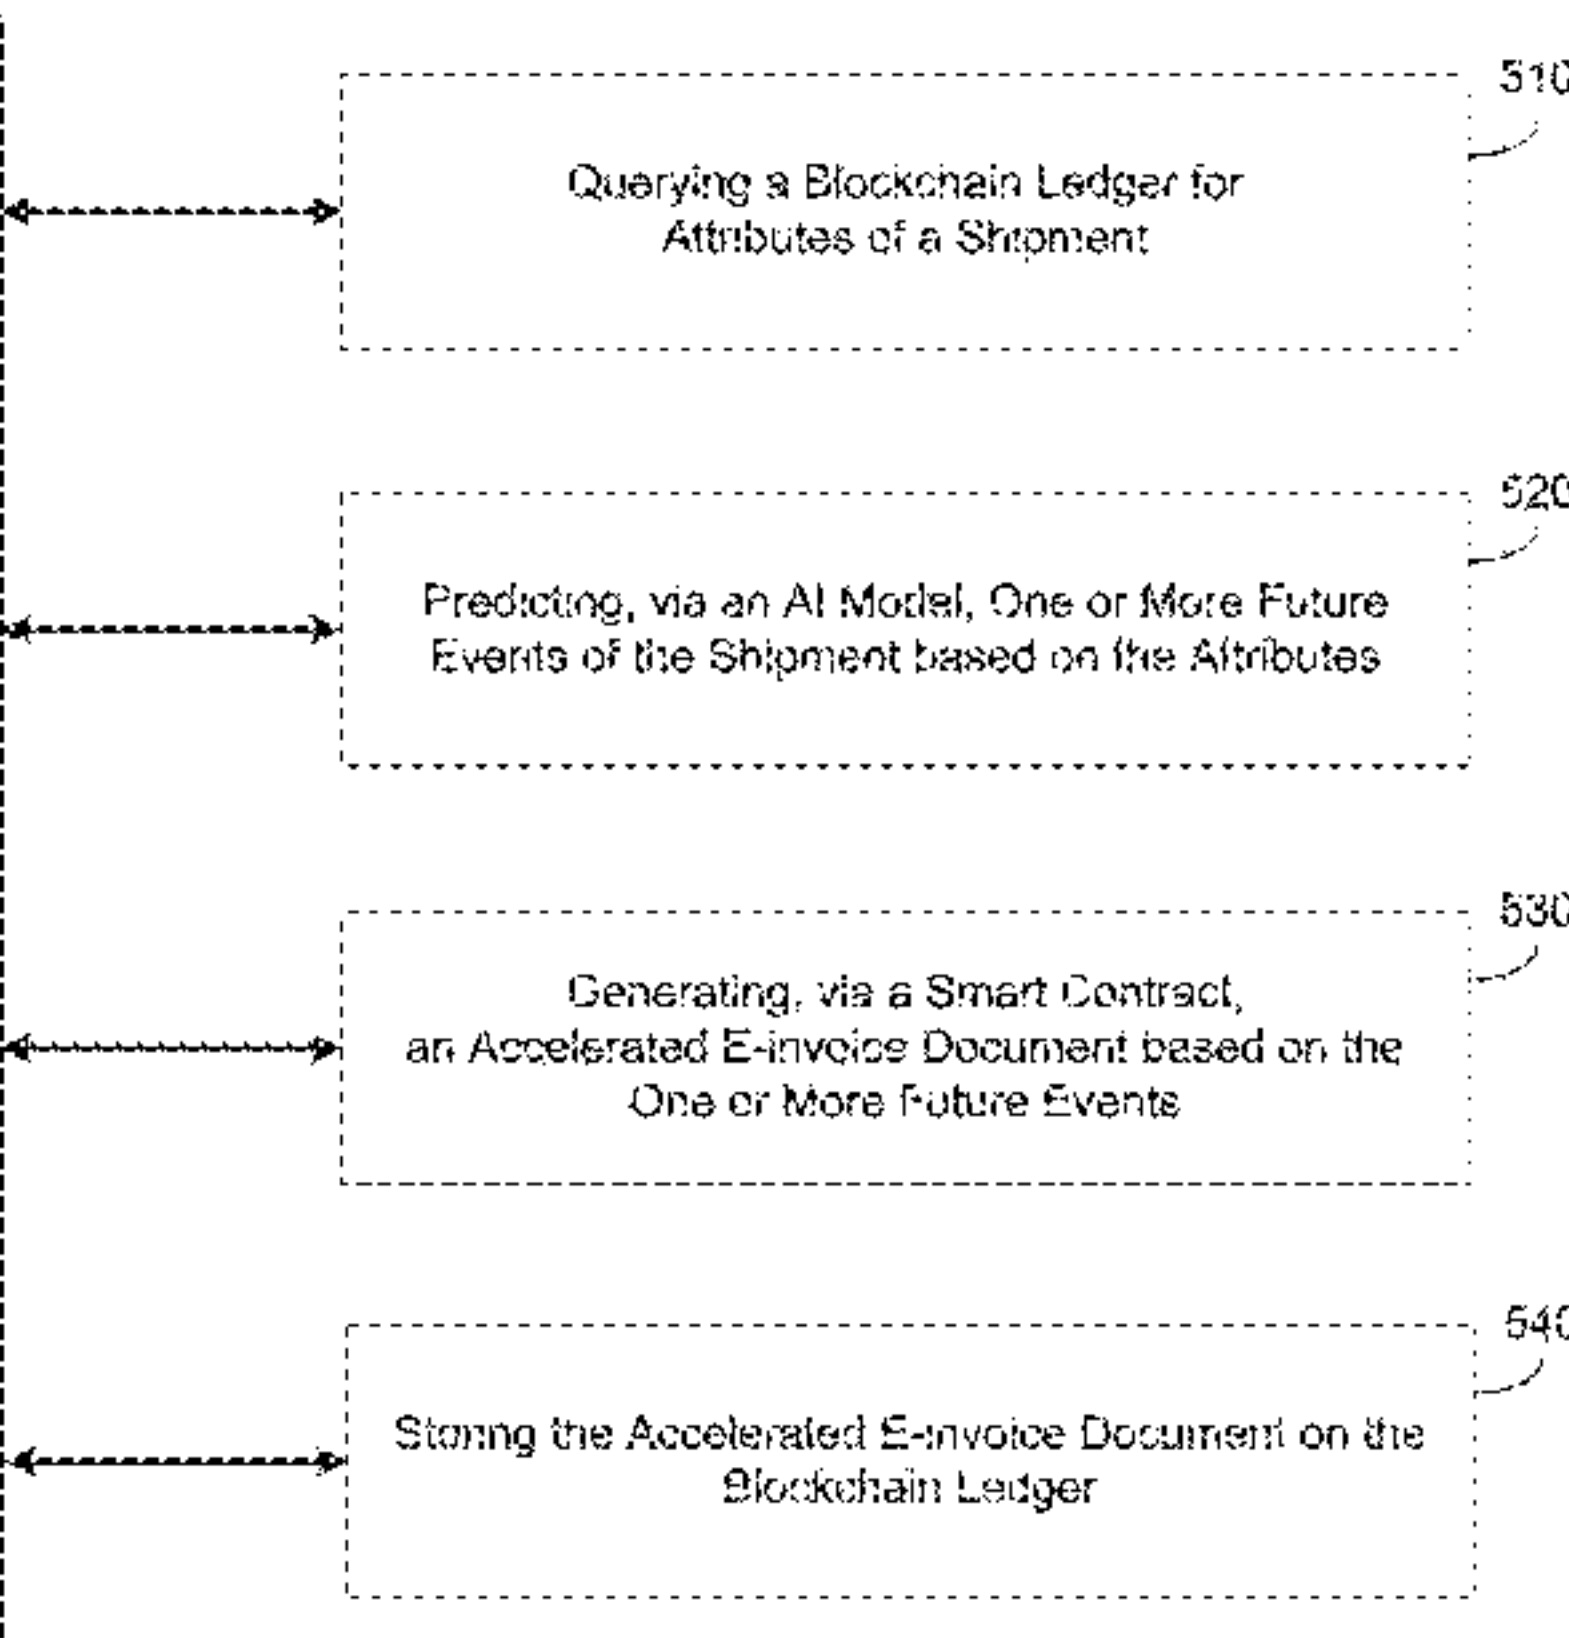 510
Querying a Blockchain Ledger for
Attributes of a Shipment
520
Predicting, via an AI Model, One or More Future
Events of the Shipment based on the Attributes
530
Generating, via a Smart Contract,
an Accelerated E-invoice Document based on the
One or More Future Events
540
Storing the Accelerated E-invoice Document on the
Blockchain Ledger